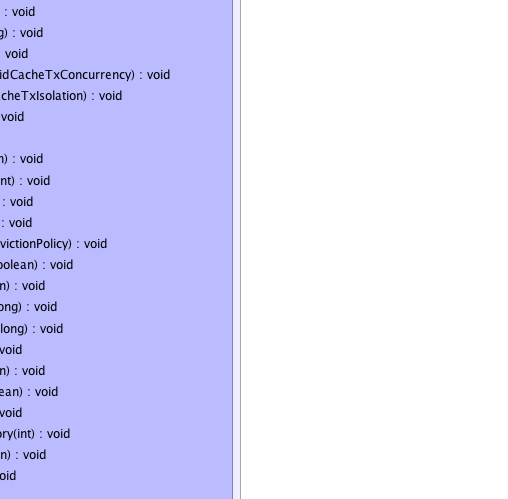 : void
g) : void
: void
idCacheTxConcurrency) : void
cheTxIsolation) : void
void
n) : void
nt) : void
: void
: void
victionPolicy) : void
oolean) : void
n) : void
ong) : void
long) : void
void
n) : void
ean) : void
void
ory(int) : void
n) : void
oid